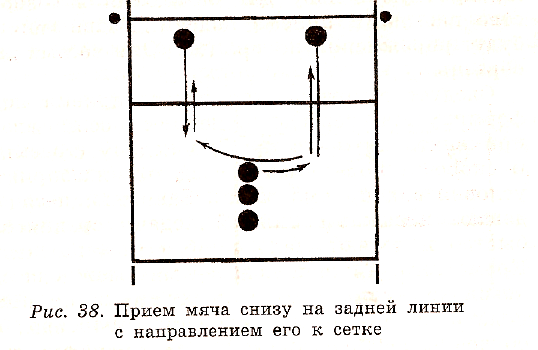 Рис. 38. Прием мяча снизу на задней линии
с направлением его к сетке